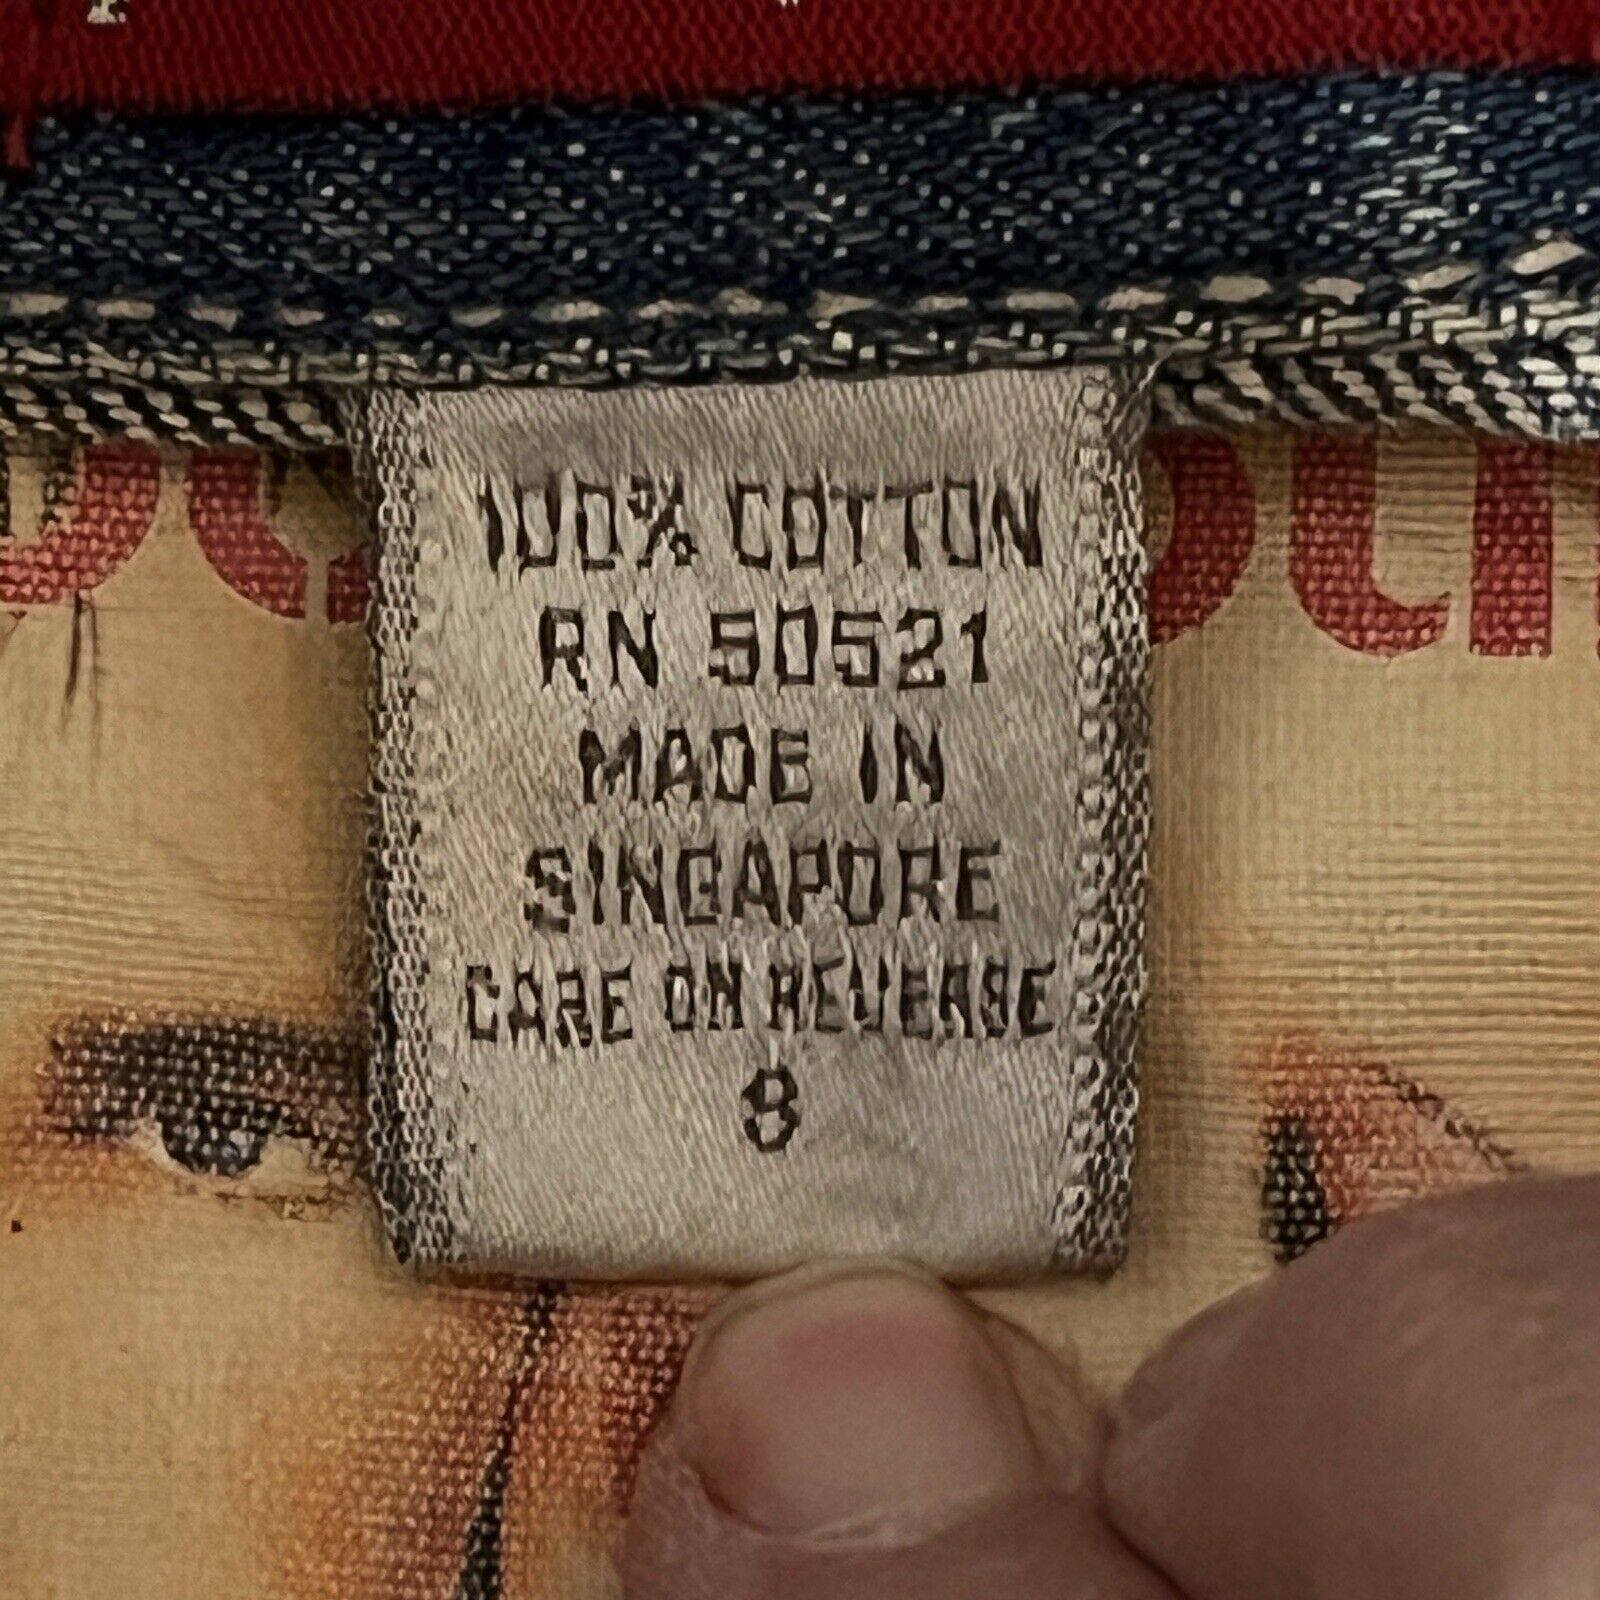 100% COTTON
RN 50521
MADE IN
SINGAPORE
CARE ON REVERSE
8